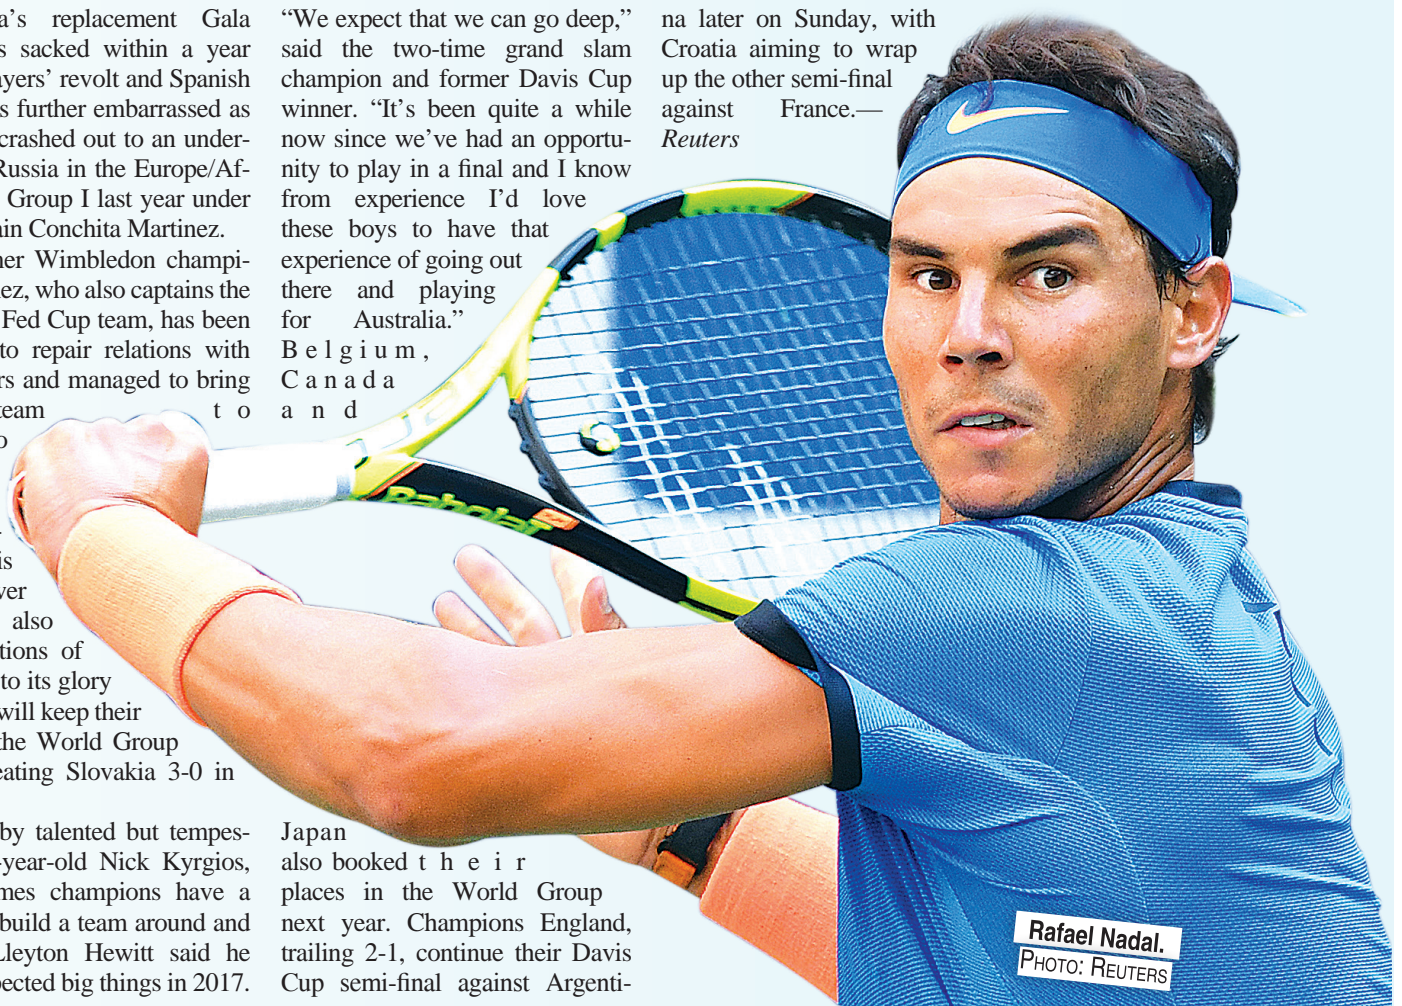 a's replacement Gala
s sacked within a year
ayers' revolt and Spanish
s further embarrassed as
crashed out to an under-
Russia in the Europe/Af-
Group I last year under
ain Conchita Martinez.
ner Wimbledon champi-
ez, who also captains the
Fed Cup team, has been
to repair relations with
rs and managed to bring
team to
o
is
ver
also
tions of
to its glory
will keep their
the World Group
eating Slovakia 3-0 in
by talented but tempes-
-year-old Nick Kyrgios,
mes champions have a
build a team around and
Lleyton Hewitt said he
pected big things in 2017.
“We expect that we can go deep,”
said the two-time grand slam
champion and former Davis Cup
winner. “It’s been quite a while
now since we’ve had an opportu-
nity to play in a final and I know
from experience I’d love
these boys to have that
experience of going out
there and playing
for Australia.”
Belgium,
Canada
and
Japan
also booked their
places in the World Group
next year. Champions England,
trailing 2-1, continue their Davis
Cup semi-final against Argenti-
na later on Sunday, with
Croatia aiming to wrap
up the other semi-final
against France.—
Reuters
Babolat
Rafael Nadal.
PHOTO: REUTERS